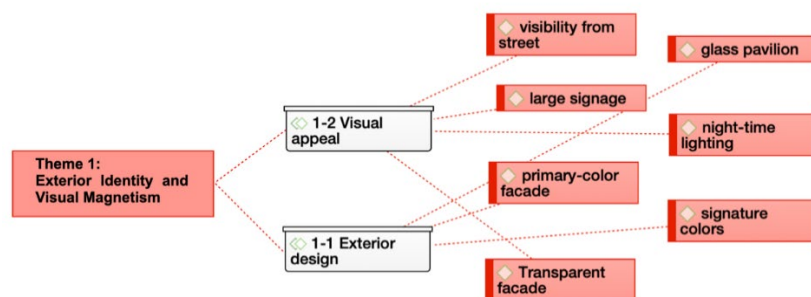 Theme 1:
Exterior Identity and
Visual Magnetism
1-2 Visual
appeal
1-1 Exterior
design
visibility from
street
large signage
primary-color
facade
Transparent
facade
glass pavilion
night-time
lighting
signature
colors